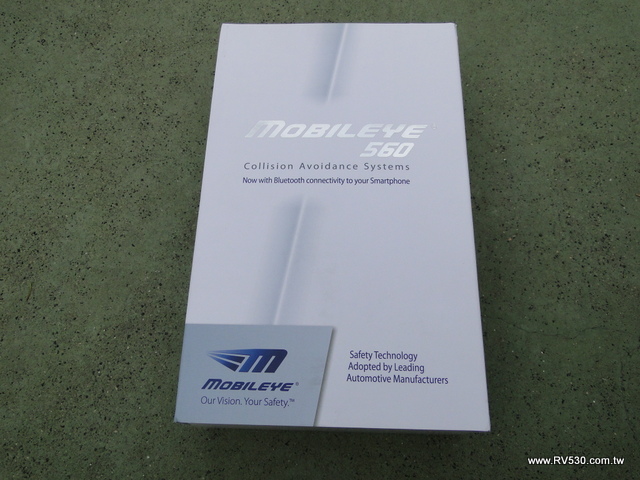 MOBILEYE
560
Collision Avoidance Systems
Now with Bluetooth connectivity to your Smartphone
MOBILEYE®
Our Vision. Your Safety.™
Safety Technology
Adopted by Leading
Automotive Manufacturers
www.RV530.com.tw